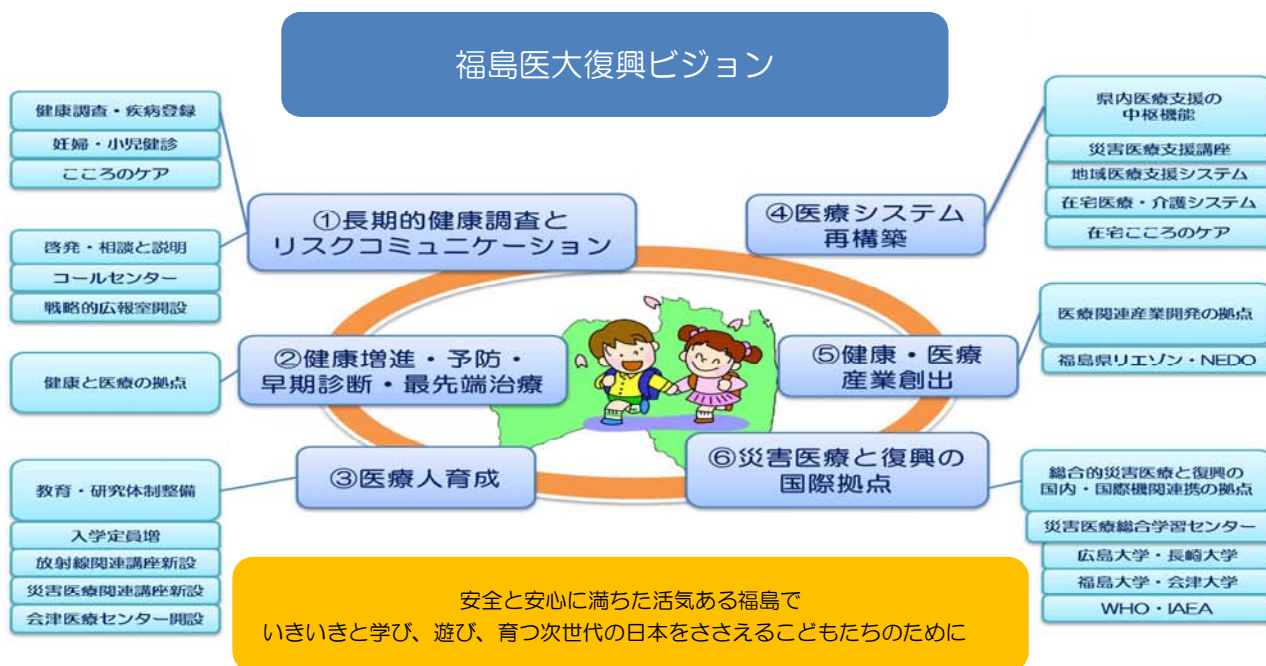 福島医大復興ビジョン
健康調査・疾病登録
妊婦・小児健診
こころのケア
啓発・相談と説明
コールセンター
戦略的広報室開設
①長期的健康調査と
リスクコミュニケーション
健康と医療の拠点
②健康増進・予防・
早期診断・最先端治療
教育・研究体制整備
入学定員増
放射線関連講座新設
災害医療関連講座新設
会津医療センター開設
③医療人育成
④医療システム
再構築
県内医療支援の
中枢機能
災害医療支援講座
地域医療支援システム
在宅医療・介護システム
在宅こころのケア
⑤健康・医療
産業創出
医療関連産業開発の拠点
福島県リエゾン・NEDO
⑥災害医療と復興の
国際拠点
総合的災害医療と復興の
国内・国際機関連携の拠点
災害医療総合学習センター
広島大学・長崎大学
福島大学・会津大学
WHO・IAEA
安全と安心に満ちた活気ある福島で
いきいきと学び、遊び、育つ次世代の日本をささえるこどもたちのために